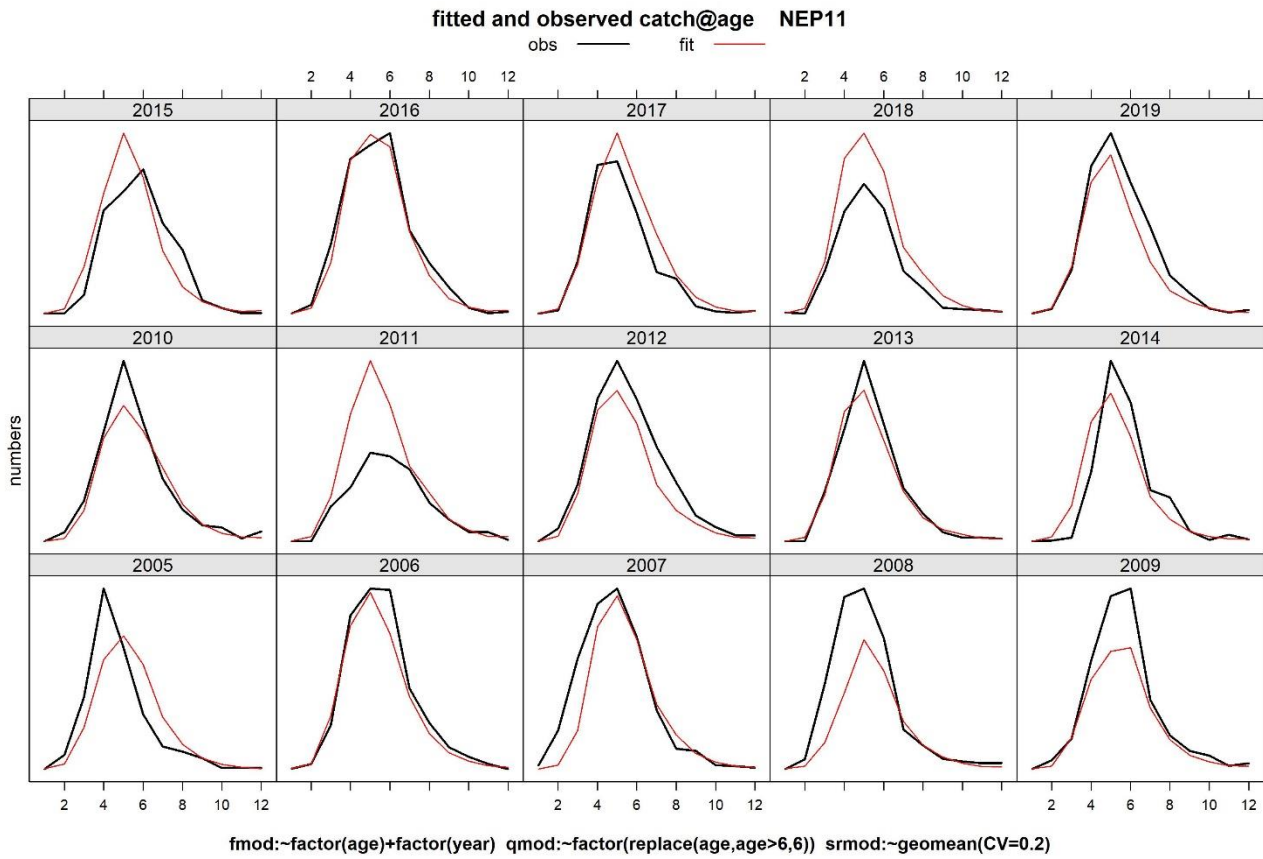 fitted and observed catch@age NEP11
obs fit
2 4 6 8 10 12 2 4 6 8 10 12
2015 2016 2017 2018 2019
2010 2011 2012 2013 2014
numbers
2005 2006 2007 2008 2009
2 4 6 8 10 12 2 4 6 8 10 12 2 4 6 8 10 12
fmod:~factor(age)+factor(year) qmod:~factor(replace(age,age>6,6)) srmod:~geomean(CV=0.2)